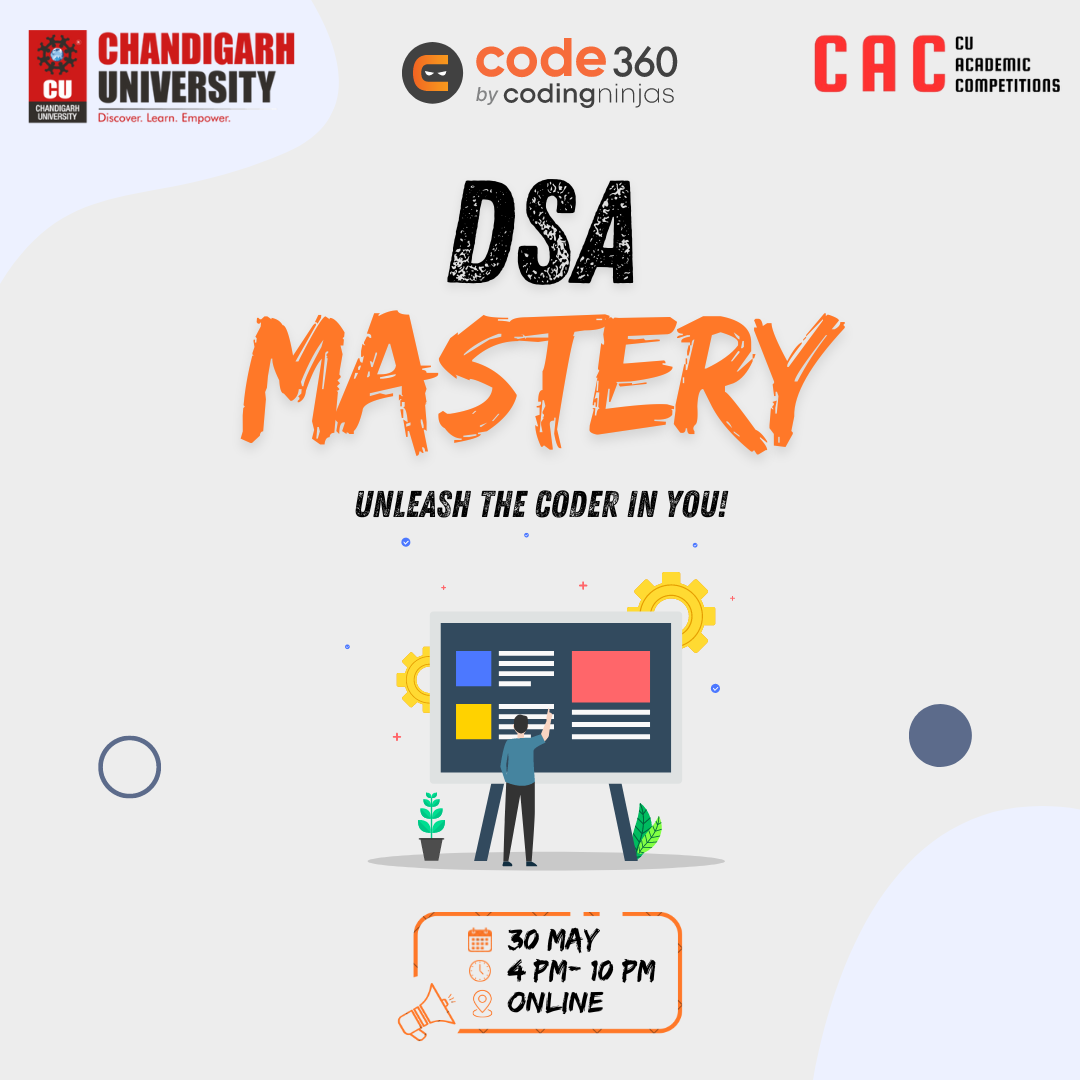 CU
CHANDIGARH
UNIVERSITY
CHANDIGARH
UNIVERSITY
Discover. Learn. Empower.
code 360
by codingninjas
CAC
CU
ACADEMIC
COMPETITIONS
DSA
MASTERY
UNLEASH THE CODER IN YOU!
30 MAY
4 PM- 10 PM
ONLINE